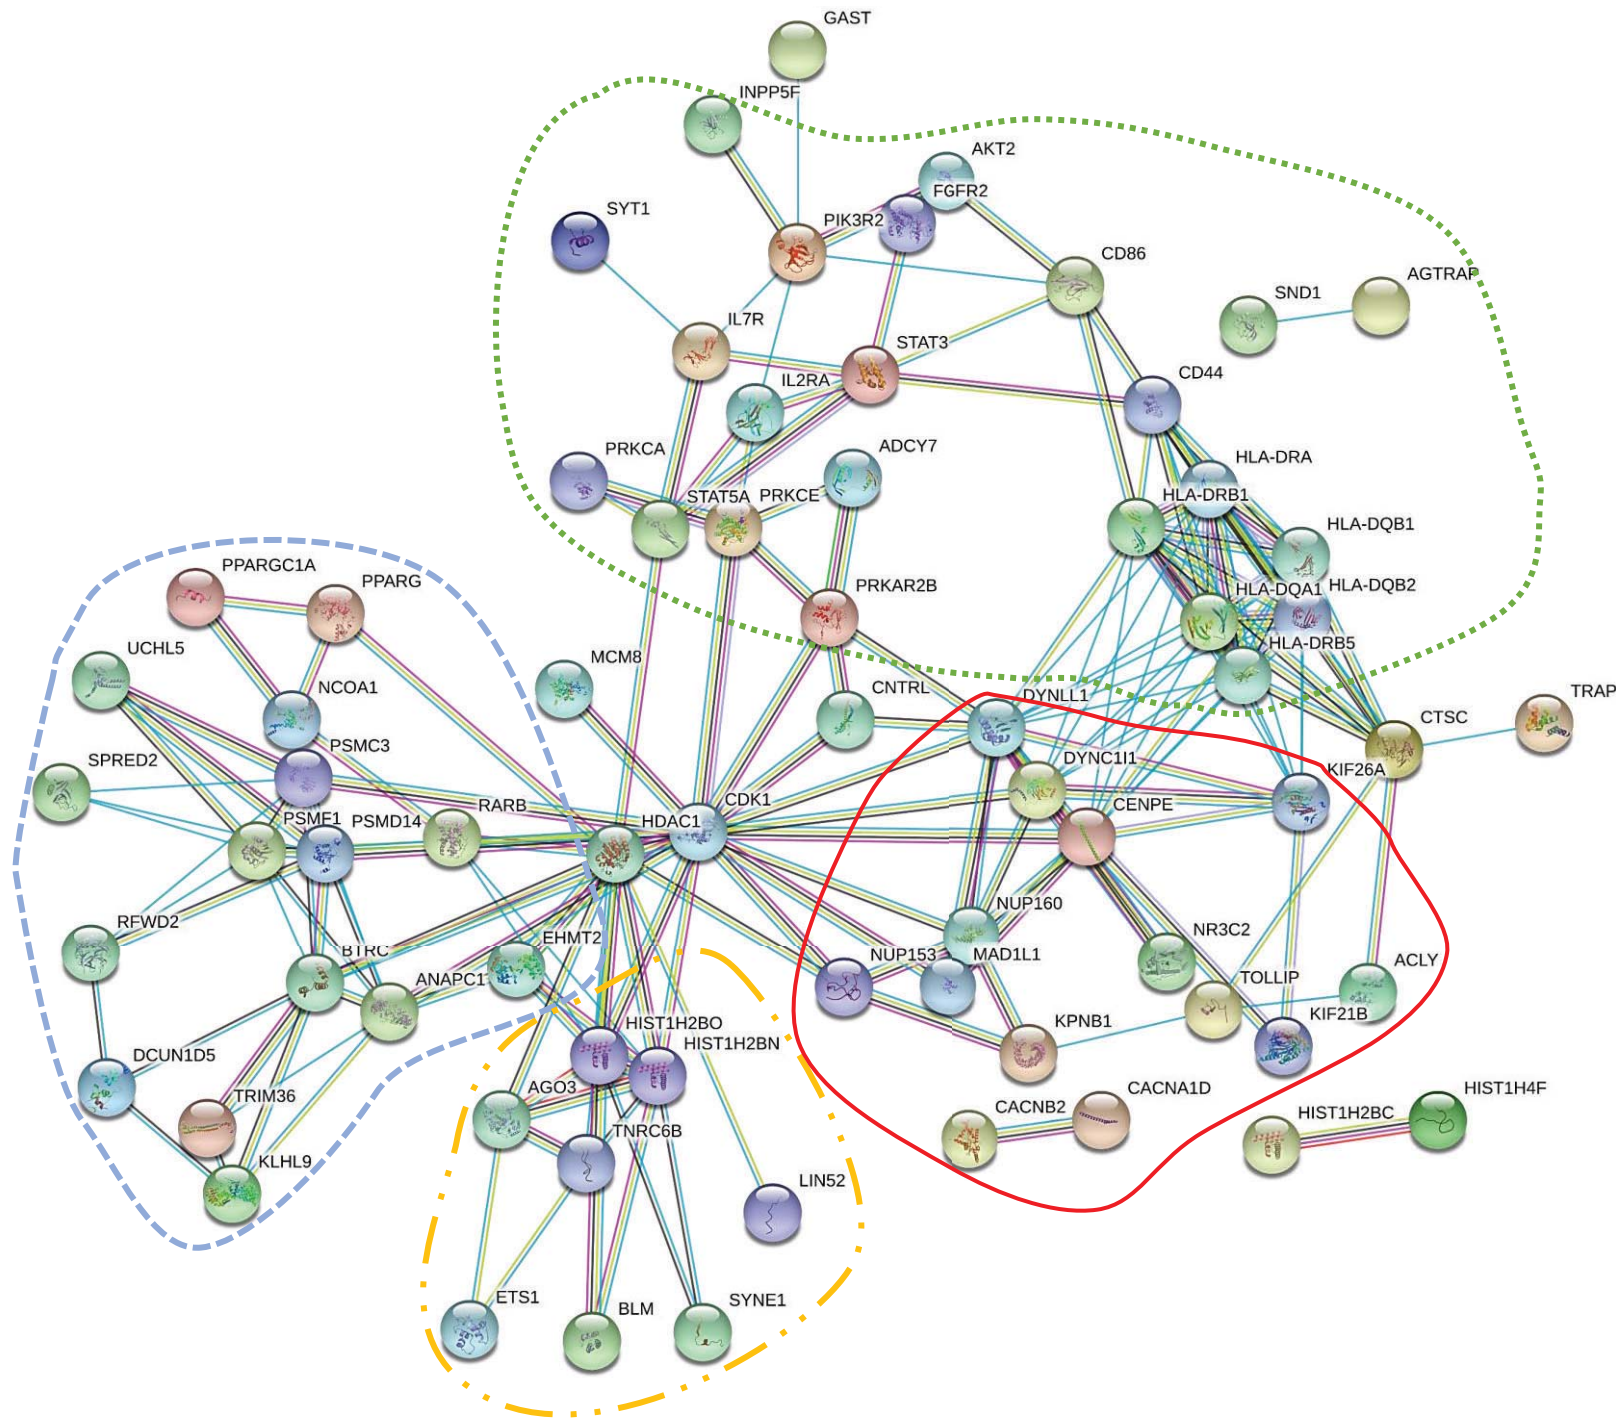 GAST
INPP5F
AKT2
FGFR2
SYT1
PIK3R2
CD86
AGTRAP
SND1
IL7R
STAT3
CD44
IL2RA
PRKCA
ADCY7
HLA-DRA
STAT5A
PRKCE
HLA-DRB1
HLA-DQB1
PPARGC1A
PPARG
PRKAR2B
HLA-DQA1
HLA-DQB2
UCHL5
MCM8
HLA-DRB5
NCOA1
CNTRL
DYNLL1
TRAP
CTSC
PSMC3
SPRED2
DYNC1I1
KIF26A
RARB
CDK1
CENPE
PSMF1
PSMD14
HDAC1
NUP160
RFWD2
NR3C2
BTRC
EHMT2
NUP153
MAD1L1
ANAPC1
TOLLIP
ACLY
KIF21B
HIST1H2BO
KPNB1
HIST1H2BN
DCUN1D5
AGO3
CACNA1D
HIST1H4F
TRIM36
CACNB2
HIST1H2BC
TNRC6B
KLHL9
LIN52
ETS1
BLM
SYNE1